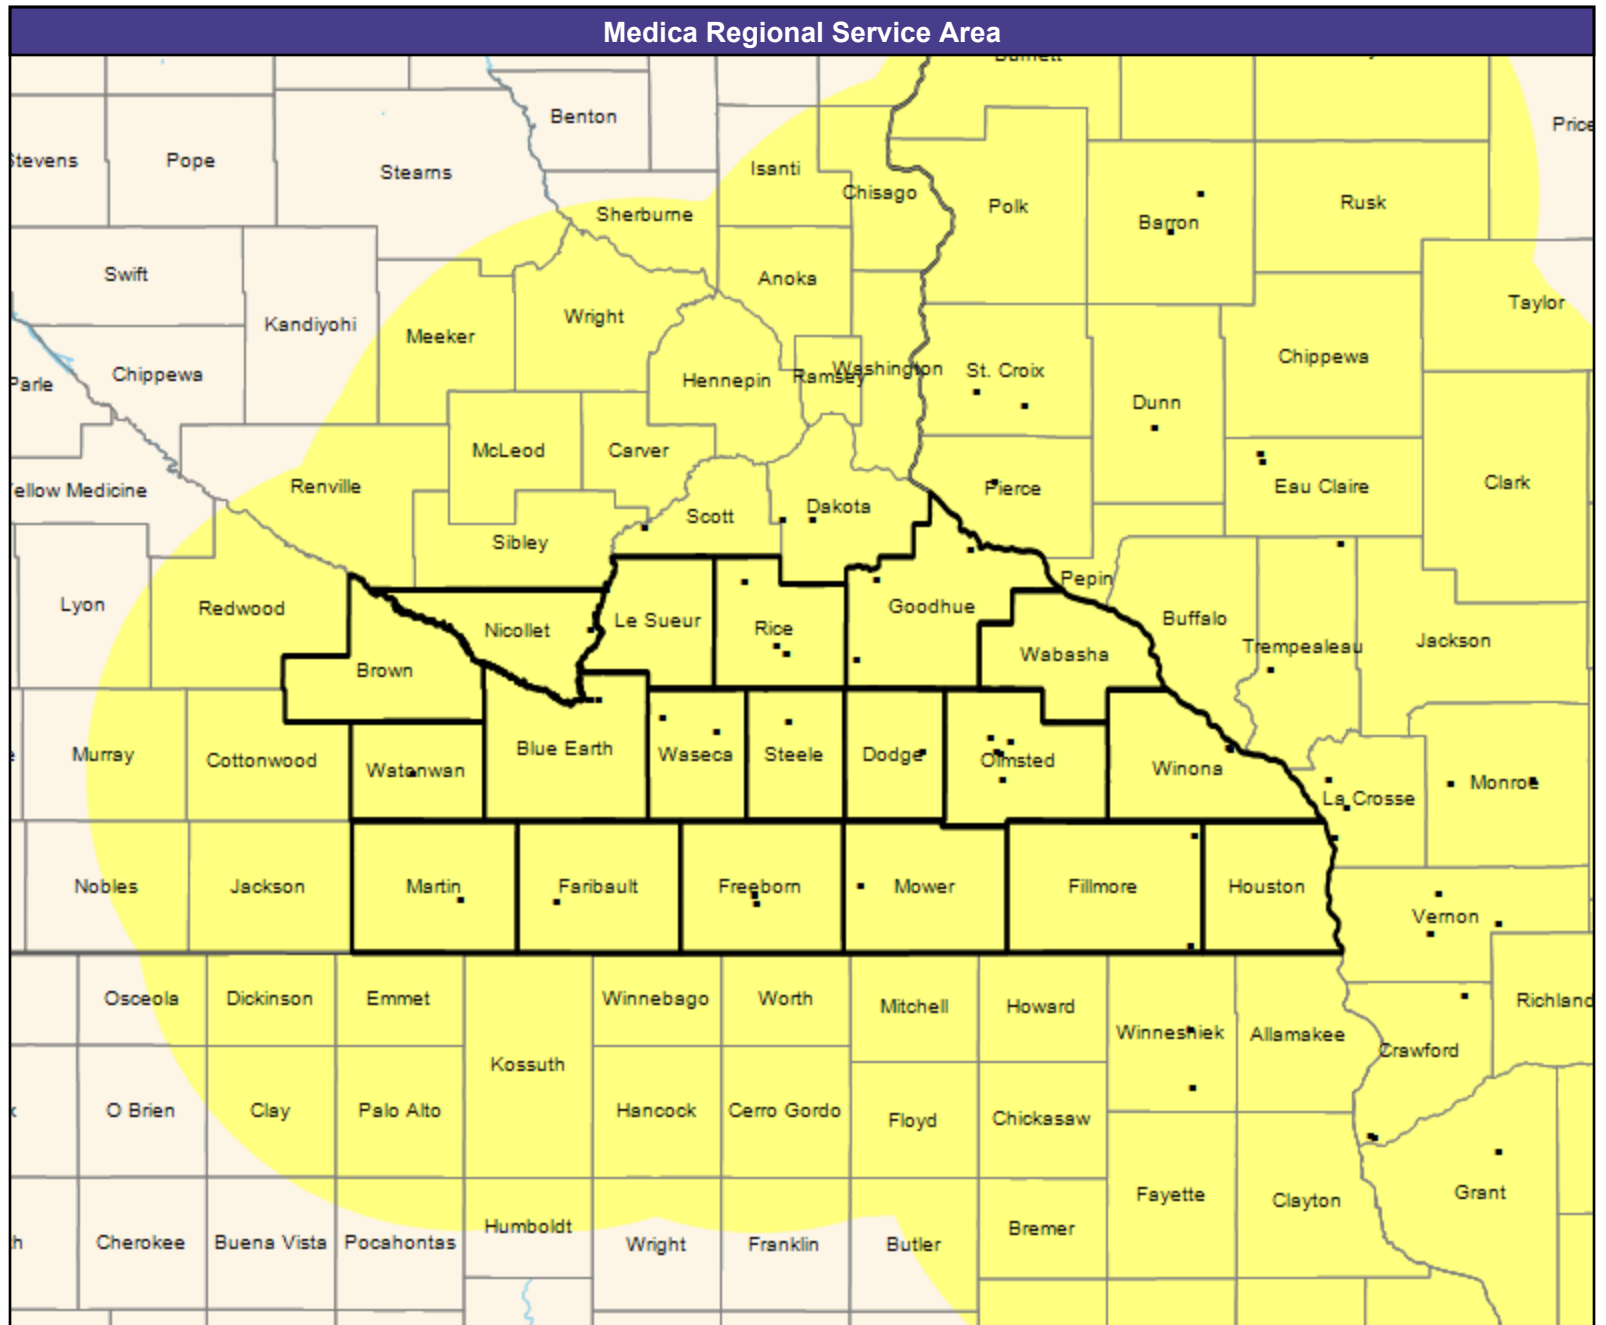 Medica Regional Service Area
Benton
Price
Stevens
Pope
Stearns
Isanti
Chisago
Polk
Barron
Rusk
Sherburne
Swift
Anoka
Taylor
Kandiyohi
Wright
Meeker
Chippewa
Chippewa
Parle
Hennepin
Ramsey
Washington
St. Croix
Dunn
McLeod
Carver
Renville
Yellow Medicine
Pierce
Eau Claire
Clark
Scott
Dakota
Sibley
Pepin
Lyon
Redwood
Nicollet
Le Sueur
Rice
Goodhue
Buffalo
Trempealeau
Jackson
Brown
Wabasha
Murray
Cottonwood
Watonwan
Blue Earth
Waseca
Steele
Dodge
Olmsted
Winona
La Crosse
Monroe
Nobles
Jackson
Martin
Faribault
Freeborn
Mower
Fillmore
Houston
Vernon
Osceola
Dickinson
Emmet
Winnebago
Worth
Mitchell
Howard
Winneshiek
Allamakee
Richland
Crawford
Kossuth
O Brien
Clay
Palo Alto
Hancock
Cerro Gordo
Floyd
Chickasaw
Fayette
Clayton
Grant
Cherokee
Buena Vista
Pocahontas
Humboldt
Wright
Franklin
Butler
Bremer